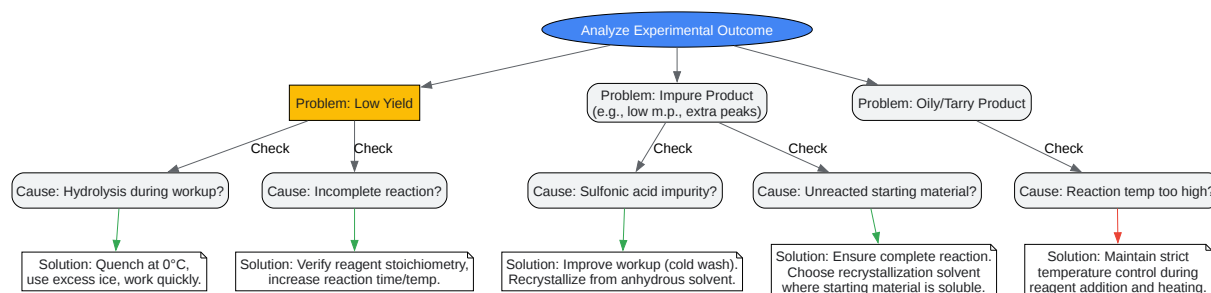 Analyze Experimental Outcome
Problem: Low Yield
Problem: Impure Product
(e.g., low m.p., extra peaks)
Problem: Oily/Tarry Product
Check
Check
Check
Check
Check
Cause: Hydrolysis during workup?
Cause: Incomplete reaction?
Cause: Sulfonic acid impurity?
Cause: Unreacted starting material?
Cause: Reaction temp too high?
Solution: Quench at 0°C,
use excess ice, work quickly.
Solution: Verify reagent stoichiometry,
increase reaction time/temp.
Solution: Improve workup (cold wash).
Recrystallize from anhydrous solvent.
Solution: Ensure complete reaction.
Choose recrystallization solvent
where starting material is soluble.
Solution: Maintain strict
temperature control during
reagent addition and heating.